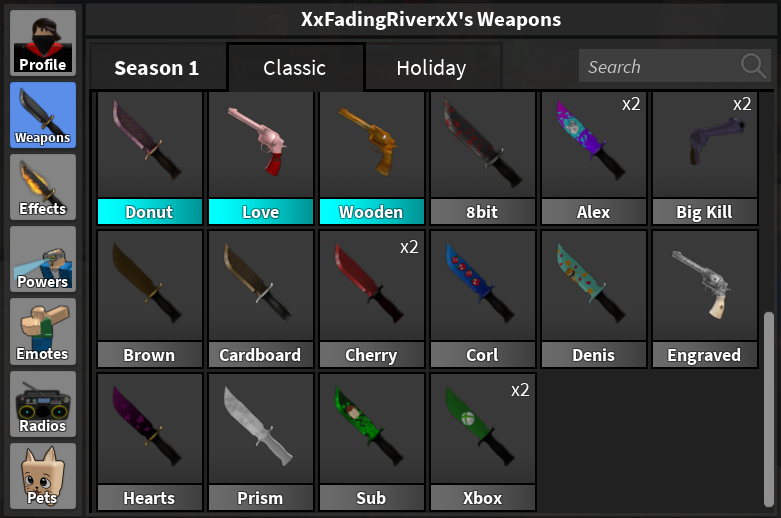 XxFadingRiverxX's Weapons
Profile
Weapons
Effects
Powers
Emotes
Radios
Pets
Season 1
Classic
Holiday
Search
x2
x2
Donut
Love
Wooden
8bit
Alex
Big Kill
x2
Brown
Cardboard
Cherry
Corl
Denis
Engraved
x2
Hearts
Prism
Sub
Xbox